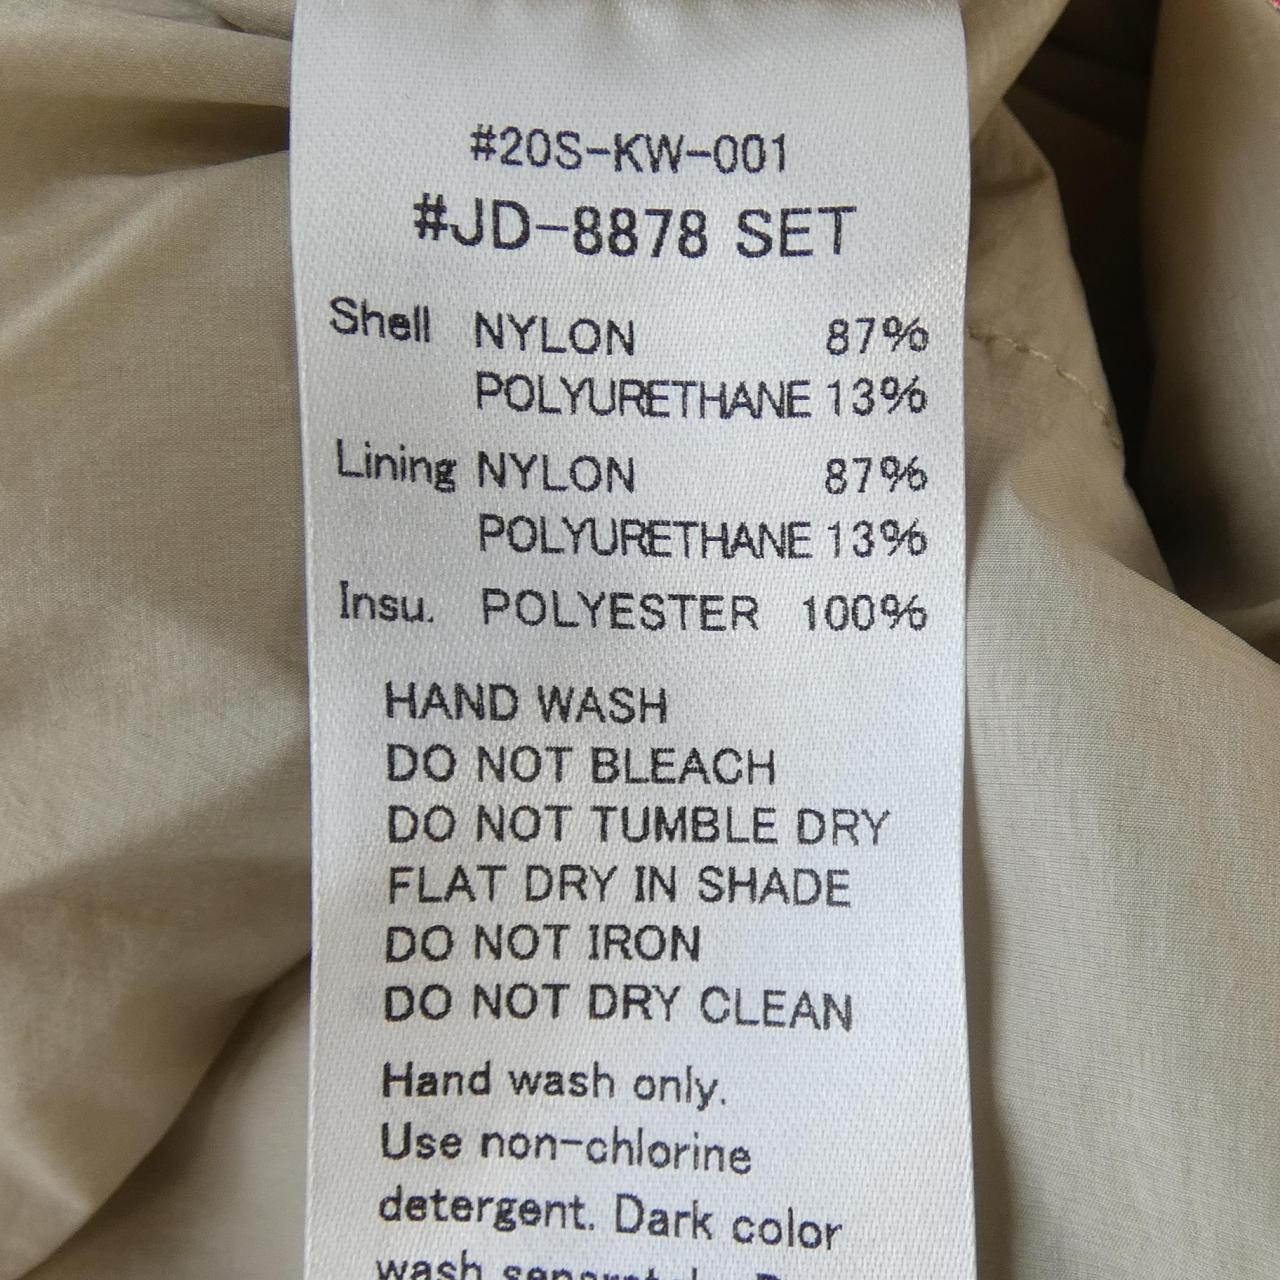 #20S-KW-001
#JD-8878 SET
Shell NYLON 87%
POLYURETHANE 13%
Lining NYLON 87%
POLYURETHANE 13%
Insu. POLYESTER 100%
HAND WASH
DO NOT BLEACH
DO NOT TUMBLE DRY
FLAT DRY IN SHADE
DO NOT IRON
DO NOT DRY CLEAN
Hand wash only.
Use non-chlorine
detergent. Dark color
wash